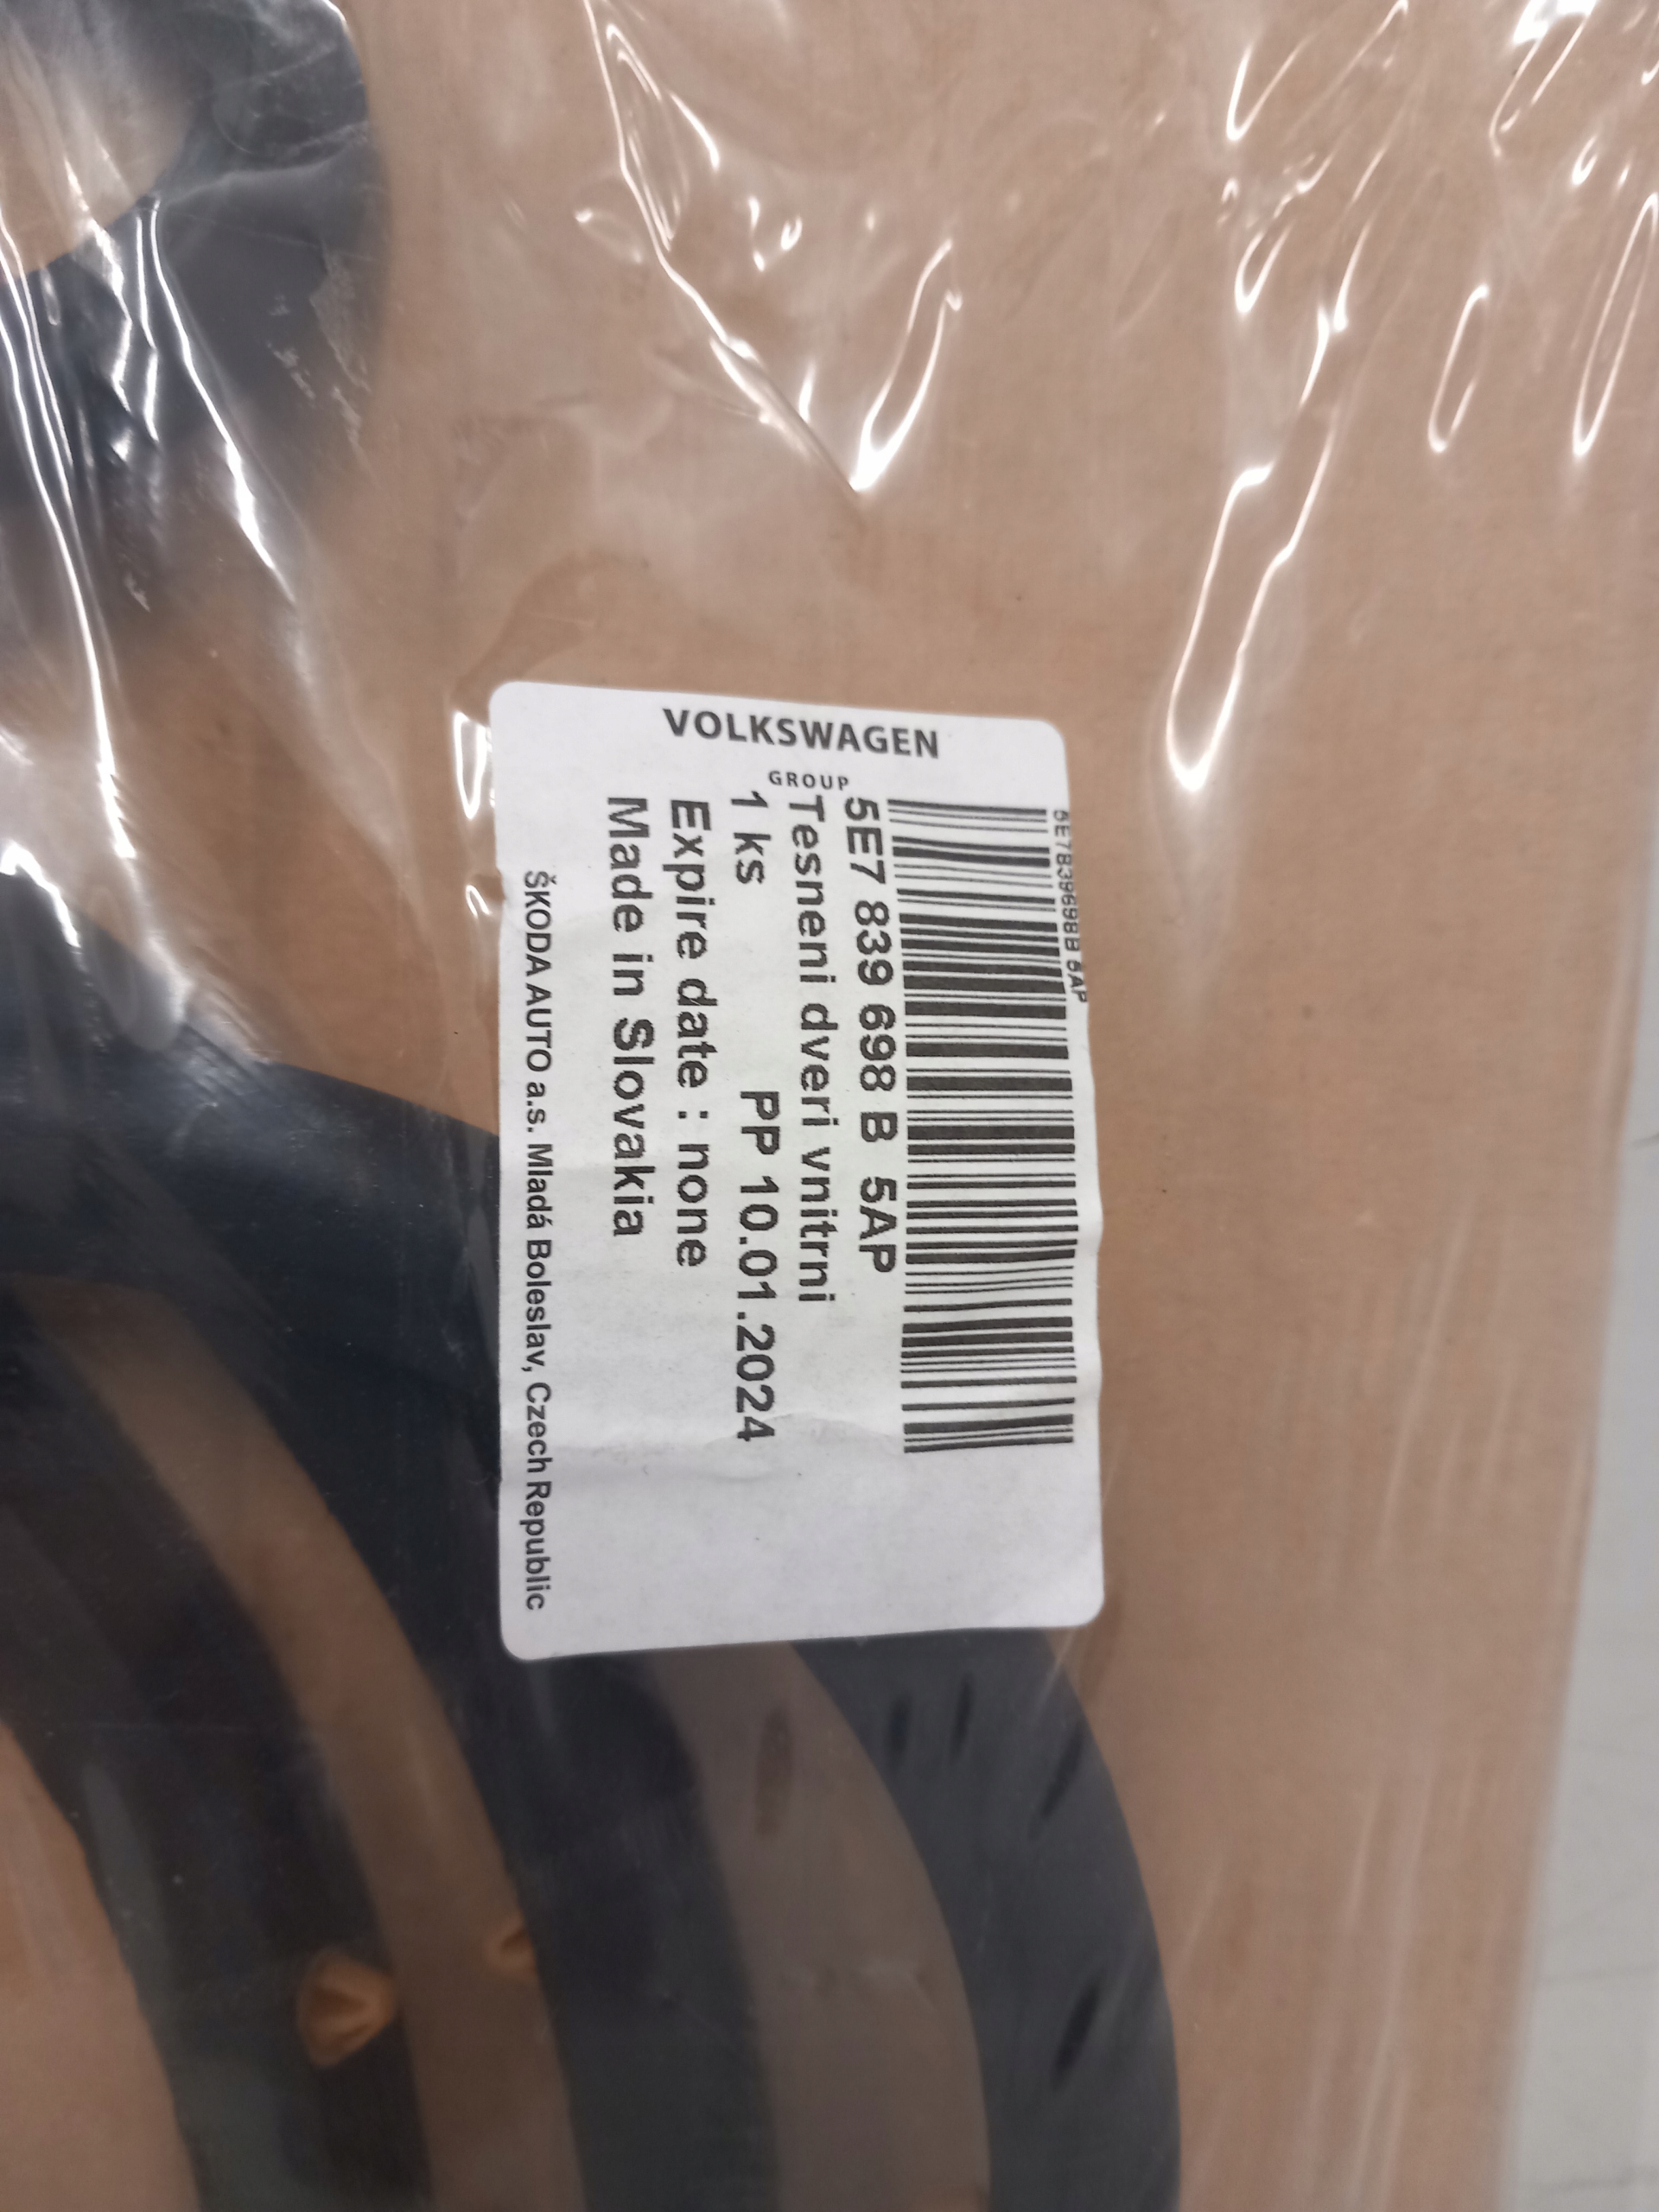 VOLKSWAGEN
GROUP
5E7839698B 5AP
5E7 839 698 B 5AP
Tesneni dveri vnitrni
1 ks PP 10.01.2024
Expire date : none
Made in Slovakia
ŠKODA AUTO a.s. Mladá Boleslav, Czech Republic